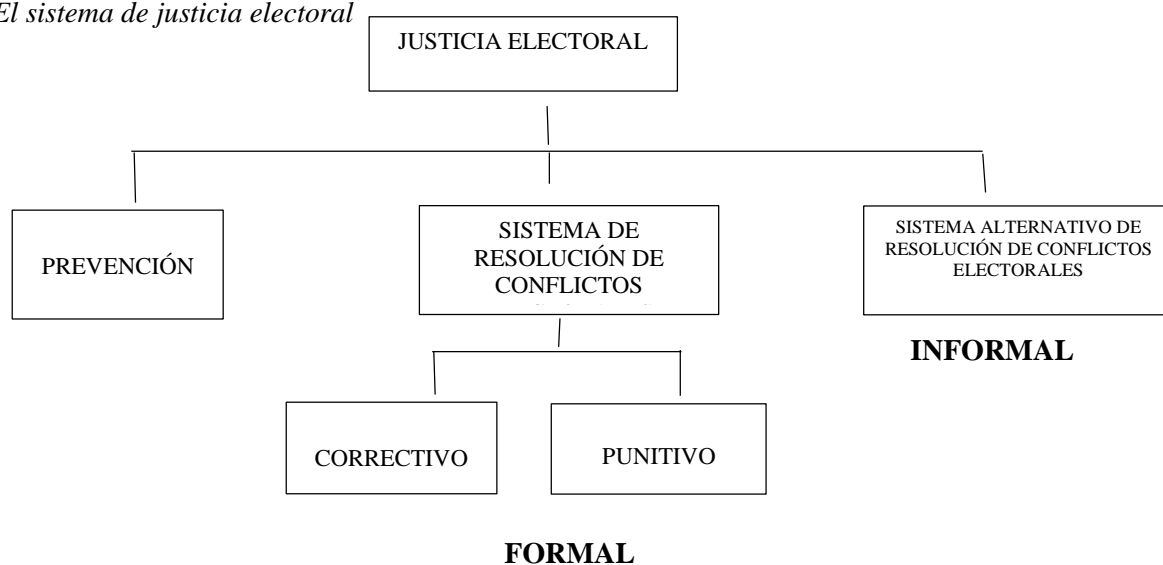 El sistema de justicia electoral
JUSTICIA ELECTORAL
PREVENCIÓN
SISTEMA DE
RESOLUCIÓN DE
CONFLICTOS
SISTEMA ALTERNATIVO DE
RESOLUCIÓN DE CONFLICTOS
ELECTORALES
INFORMAL
CORRECTIVO
PUNITIVO
FORMAL